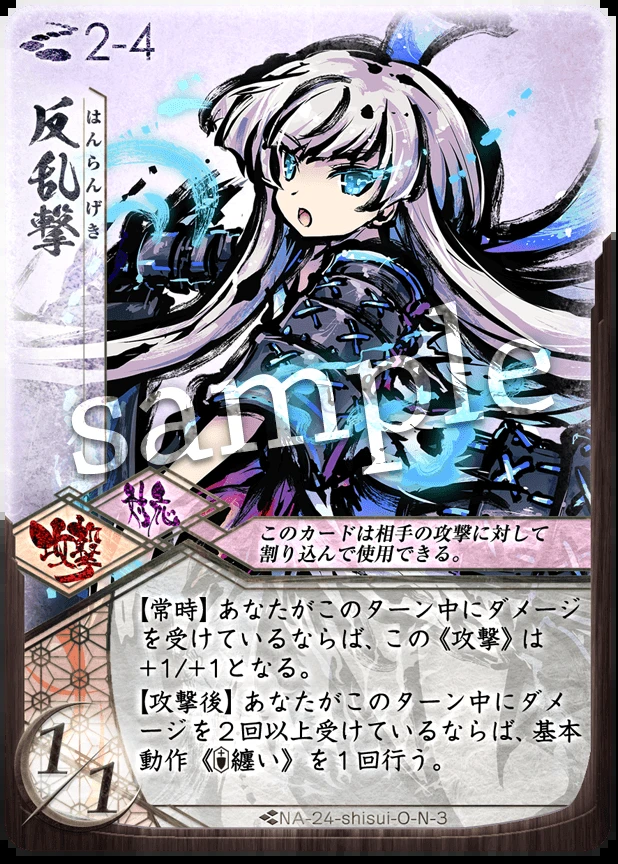 2-4
反乱撃
はんらんげき
sample
攻撃
対応
このカードは相手の攻撃に対して
割り込んで使用できる。
【常時】あなたがこのターン中にダメージ
を受けているならば、この《攻撃》は
+1/+1となる。
【攻撃後】あなたがこのターン中にダメ
ージを２回以上受けているならば、基本
動作《纏い》を１回行う。
1/1
NA-24-shisui-O-N-3